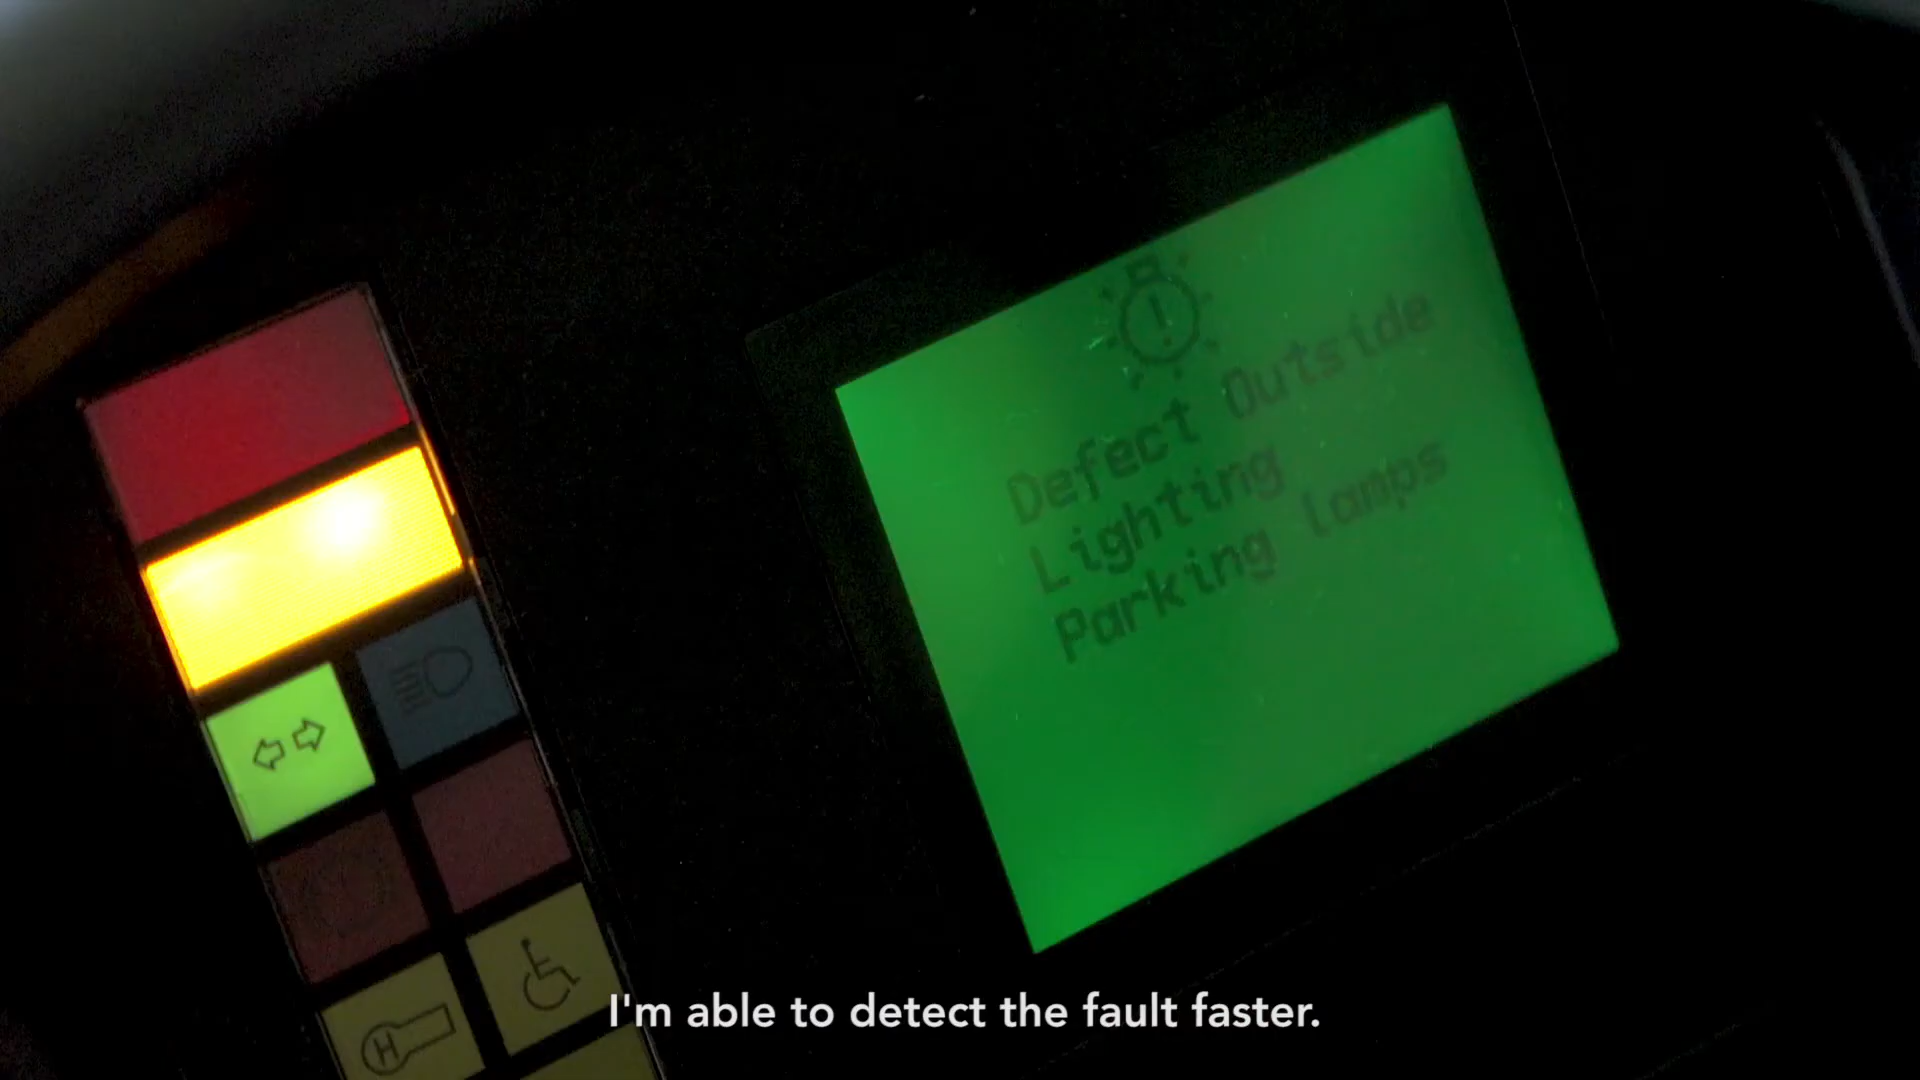 Defect Outside
Lighting
Parking lamps
H
I'm able to detect the fault faster.